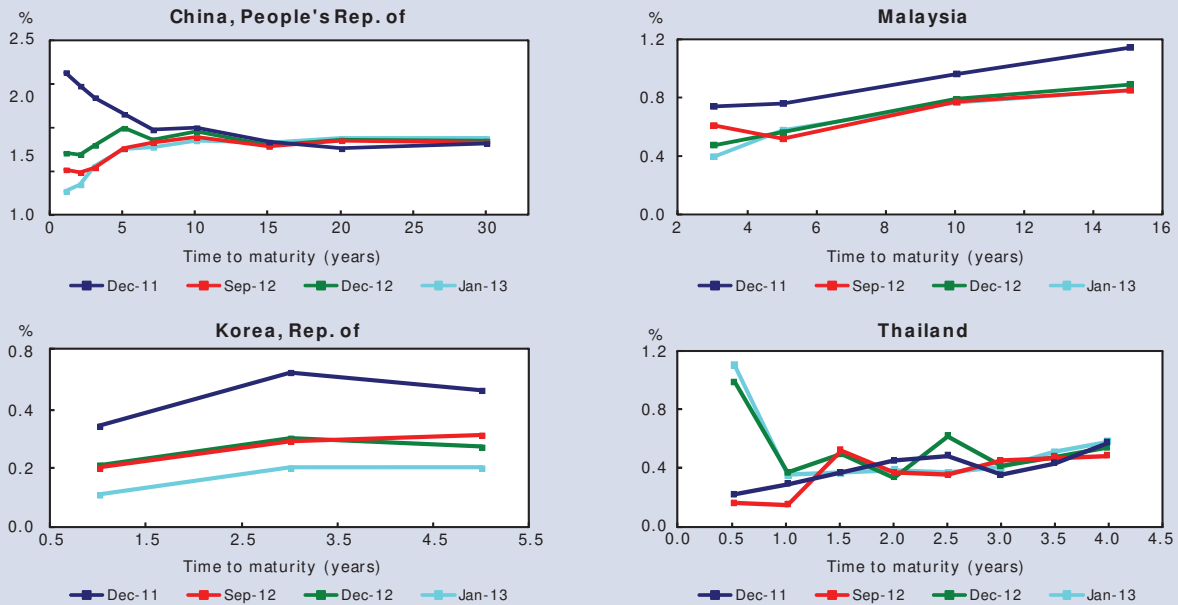 China, People's Rep. of
%
2.5
2.0
1.5
1.0
0 5 10 15 20 25 30
Time to maturity (years)
Dec-11 Sep-12 Dec-12 Jan-13
Malaysia
%
1.2
0.8
0.4
0.0
2 4 6 8 10 12 14 16
Time to maturity (years)
Dec-11 Sep-12 Dec-12 Jan-13
Korea, Rep. of
%
0.8
0.4
0.2
0.0
0.5 1.5 2.5 3.5 4.5 5.5
Time to maturity (years)
Dec-11 Sep-12 Dec-12 Jan-13
Thailand
%
1.2
0.8
0.4
0.0
0.0 0.5 1.0 1.5 2.0 2.5 3.0 3.5 4.0 4.5
Time to maturity (years)
Dec-11 Sep-12 Dec-12 Jan-13